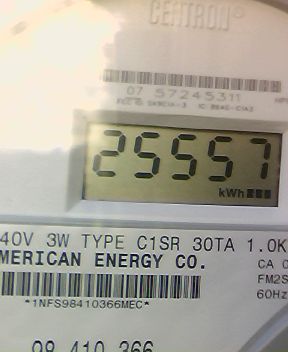 CENTRON®
07 57245311
25557
kWh
40V 3W TYPE C1SR 30TA 1.0K
MERICAN ENERGY CO.
CA 0
FM2S
60Hz
*1NFS98410366MEC*
98 410 366